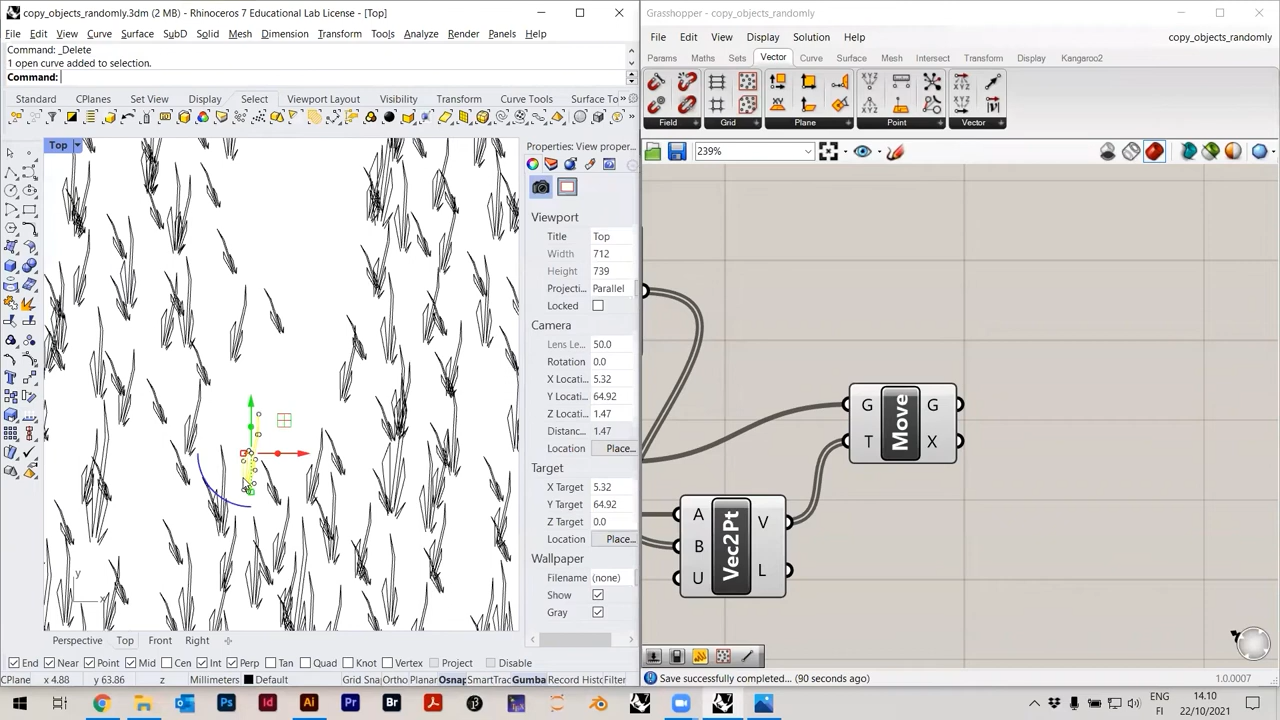 copy_objects_randomly.3dm (2 MB) - Rhinoceros 7 Educational Lab License - [Top]
File Edit View Curve Surface Solid SubD Mesh Dimension Transform Tools Analyze Render Panels Help
Command: _Delete
1 open curve added to selection.
Command:
Standard CPlanes Set View Display Select Viewport Layout Visibility Transform Curve Tools Surface To
Top
Properties: View proper...
Viewport
Title Top
Width 712
Height 739
Projecti... Parallel
Locked
Camera
Lens Le... 50.0
Rotation 0.0
X Locati... 5.32
Y Locati... 64.92
Z Locati... 1.47
Distanc... 1.47
Location Place...
Target
X Target 5.32
Y Target 64.92
Z Target 0.0
Location Place...
Wallpaper
Filename (none)
Show
Gray
y
x
Perspective Top Front Right
End Near Point Mid Cen Int Perp Tan Quad Knot Vertex Project Disable
CPlane x 4.88 y 63.86 z Millimeters Default Grid Snap Ortho Planar Osnap SmartTrac Gumba Record Histo Filter
Grasshopper - copy_objects_randomly
File Edit View Display Solution Help copy_objects_randomly
Params Maths Sets Vector Curve Surface Mesh Intersect Transform Display Kangaroo2
Field Grid Plane Point Vector
239%
G Move G
T X
A Vec2Pt V
B
U L
Save successfully completed... (90 seconds ago) 1.0.0007
Ps Id Ai Pr Br
ENG 14.10
FI 22/10/2021